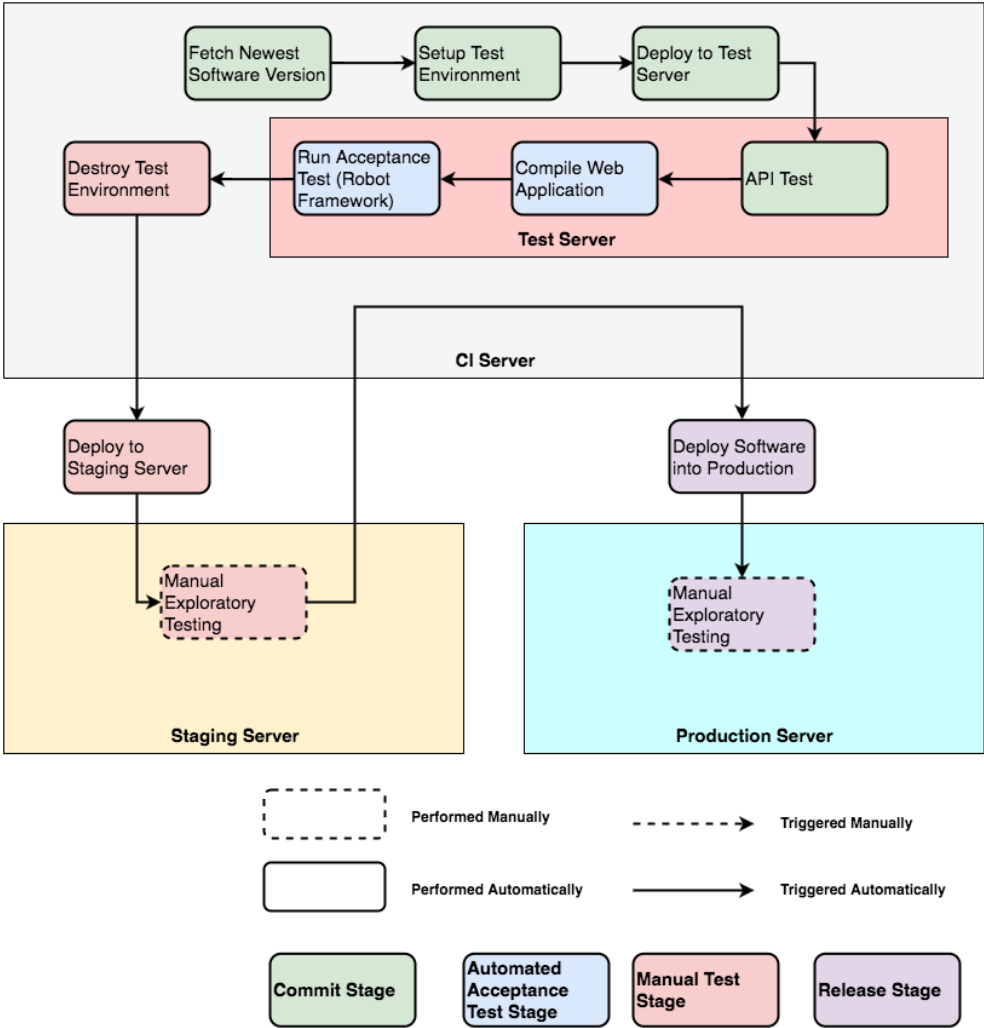 Fetch Newest
Software Version
Setup Test
Environment
Deploy to Test
Server
Destroy Test
Environment
Run Acceptance
Test (Robot
Framework)
Compile Web
Application
API Test
Test Server
CI Server
Deploy to
Staging Server
Deploy Software
into Production
Manual
Exploratory
Testing
Manual
Exploratory
Testing
Staging Server
Production Server
Performed Manually
Triggered Manually
Performed Automatically
Triggered Automatically
Commit Stage
Automated
Acceptance
Test Stage
Manual Test
Stage
Release Stage